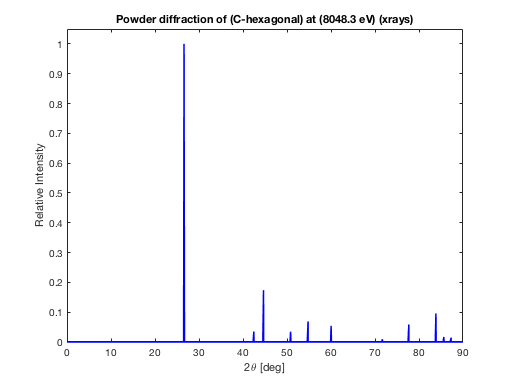 Powder diffraction of (C-hexagonal) at (8048.3 eV) (xrays)
1
0.9
0.8
0.7
0.6
0.5
0.4
0.3
0.2
0.1
0
Relative Intensity
0 10 20 30 40 50 60 70 80 90
2θ [deg]